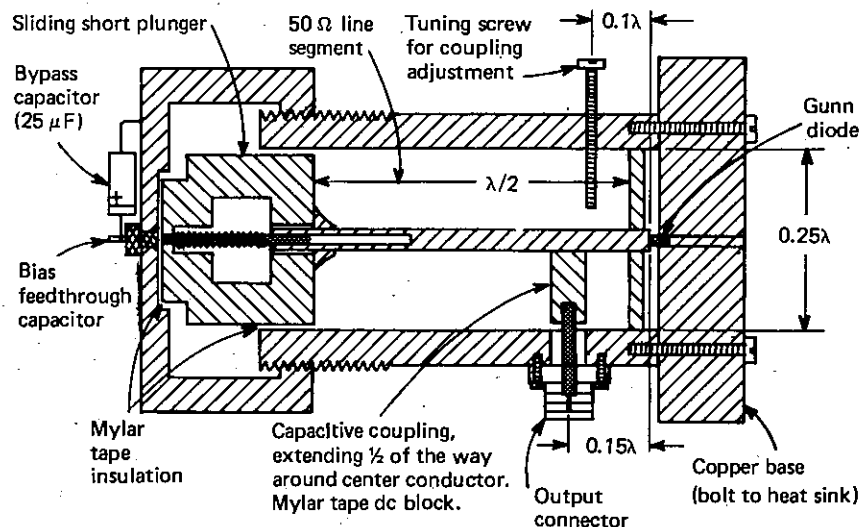 Sliding short plunger
50 Ω line
segment
Tuning screw
for coupling
adjustment
0.1λ
Bypass
capacitor
(25 μF)
Gunn
diode
+
λ/2
0.25λ
Bias
feedthrough
capacitor
Mylar
tape
insulation
Capacitive coupling,
extending ½ of the way
around center conductor.
Mylar tape dc block.
0.15λ
Output
connector
Copper base
(bolt to heat sink)